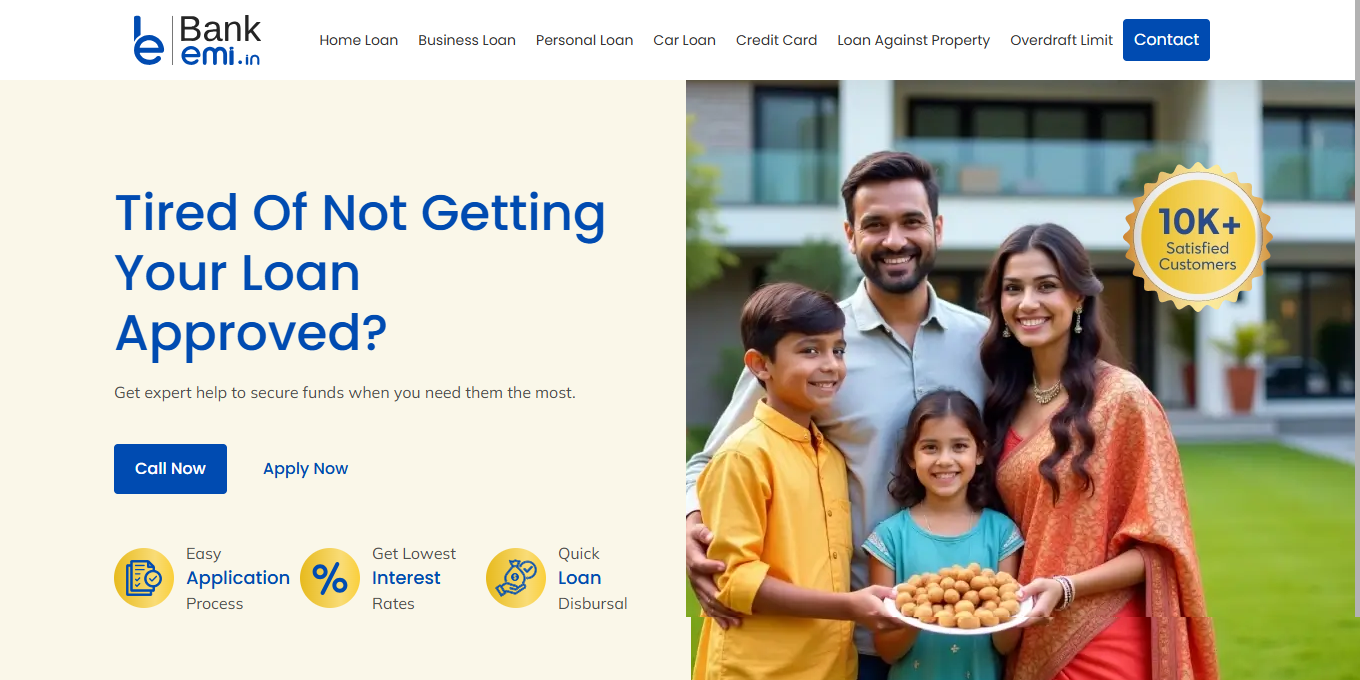 Bank
emi.in
Home Loan
Business Loan
Personal Loan
Car Loan
Credit Card
Loan Against Property
Overdraft Limit
Contact
Tired Of Not Getting
Your Loan
Approved?
Get expert help to secure funds when you need them the most.
Call Now
Apply Now
Easy
Application
Process
Get Lowest
Interest
Rates
Quick
Loan
Disbursal
10K+
Satisfied
Customers